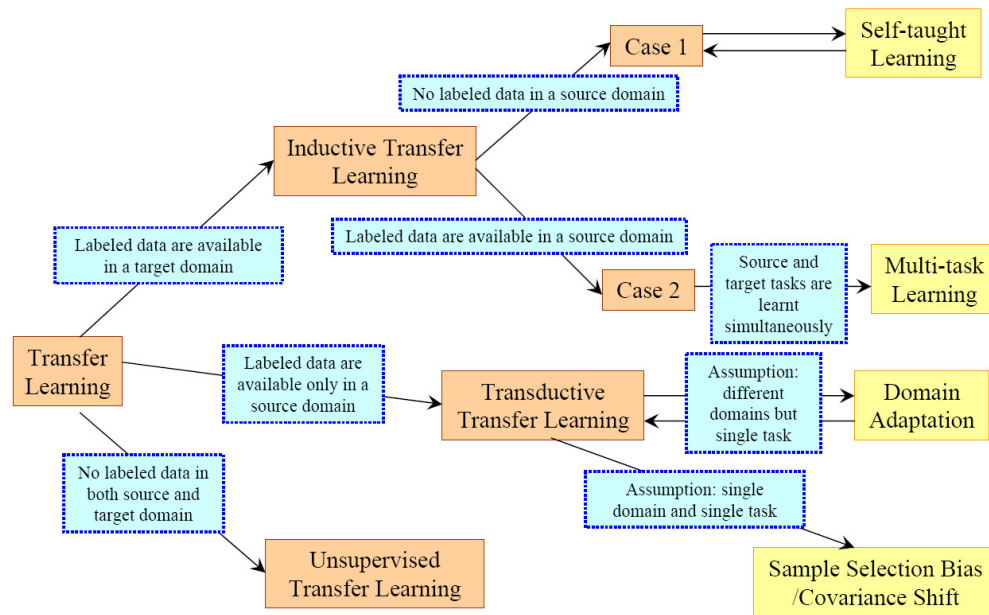 Case 1
Self-taught
Learning
No labeled data in a source domain
Inductive Transfer
Learning
Labeled data are available
in a target domain
Labeled data are available in a source domain
Case 2
Source and
target tasks are
learnt
simultaneously
Multi-task
Learning
Transfer
Learning
Labeled data are
available only in a
source domain
Transductive
Transfer Learning
Assumption:
different
domains but
single task
Domain
Adaptation
No labeled data in
both source and
target domain
Assumption: single
domain and single task
Unsupervised
Transfer Learning
Sample Selection Bias
/Covariance Shift